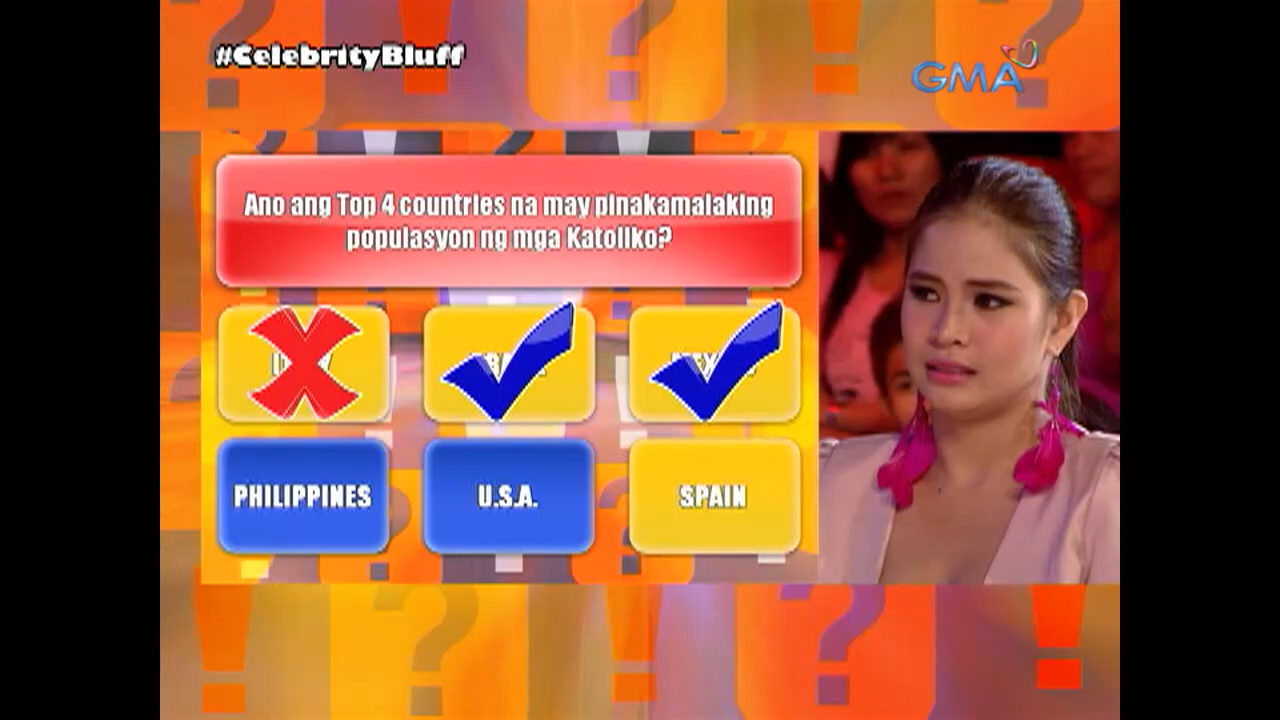 #CelebrityBluff
GMA
Ano ang Top 4 countries na may pinakamalaking
populasyon ng mga Katoliko?
PHILIPPINES
U.S.A.
SPAIN